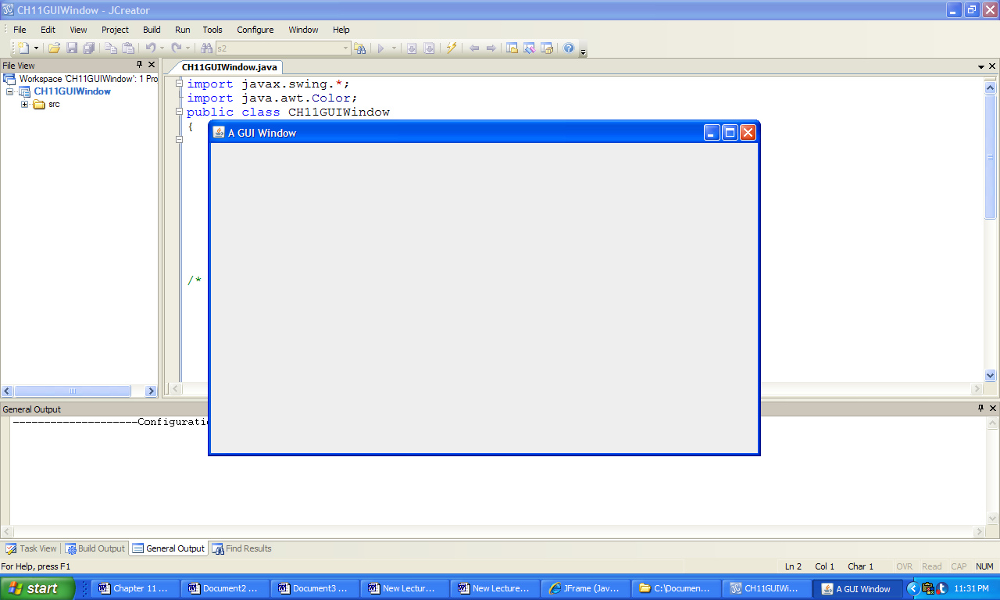 CH11GUIWindow - JCreator
File Edit View Project Build Run Tools Configure Window Help
s2
File View
CH11GUIWindow.java
Workspace 'CH11GUIWindow': 1 Pro
CH11GUIWindow
src
import javax.swing.*;
import java.awt.Color;
public class CH11GUIWindow
{
A GUI Window
/*
General Output
--------------------Configuratio
Task View Build Output General Output Find Results
For Help, press F1 Ln 2 Col 1 Char 1 OVR Read CAP NUM
start Chapter 11 ... Document2 ... Document3 ... New Lectur... New Lecture... JFrame (Jav... C:\Documen... CH11GUIWi... A GUI Window 11:31 PM